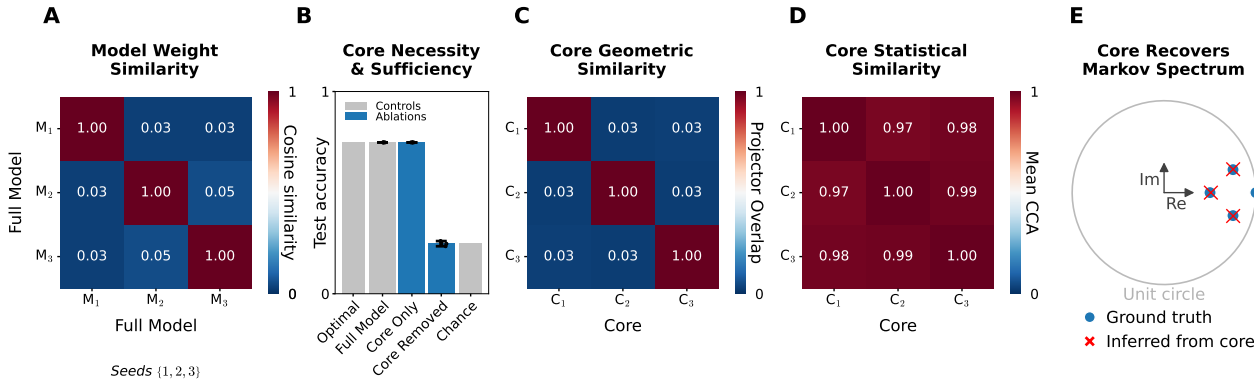 A
Model Weight
Similarity
Full Model
M1
M2
M3
1.00 0.03 0.03
0.03 1.00 0.05
0.03 0.05 1.00
M1 M2 M3
Full Model
Seeds {1, 2, 3}
1
Cosine similarity
0
B
Core Necessity
& Sufficiency
1
Test accuracy
0
0
Controls
Ablations
Optimal
Full Model
Core Only
Core Removed
Chance
C
Core Geometric
Similarity
C1
C2
C3
1.00 0.03 0.03
0.03 1.00 0.03
0.03 0.03 1.00
C1 C2 C3
Core
1
Projector Overlap
0
D
Core Statistical
Similarity
C1
C2
C3
1.00 0.97 0.98
0.97 1.00 0.99
0.98 0.99 1.00
C1 C2 C3
Core
1
Mean CCA
0
E
Core Recovers
Markov Spectrum
Im
Re
Unit circle
Ground truth
Inferred from core